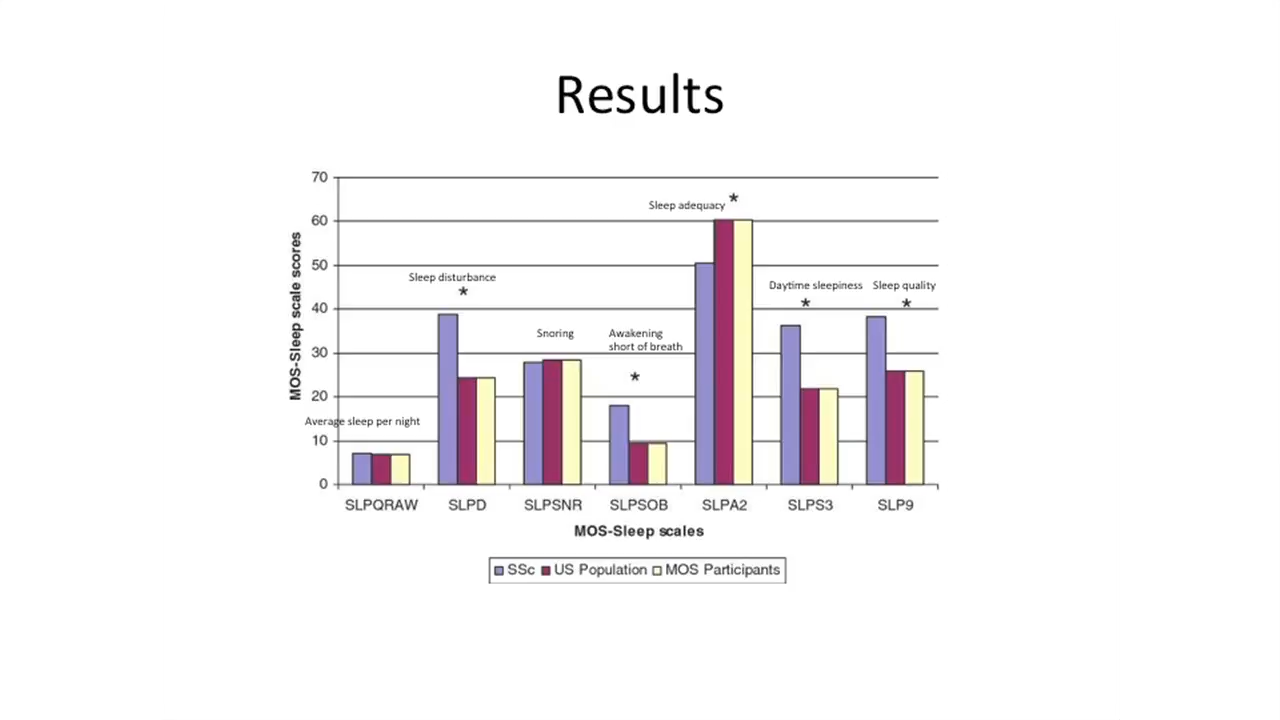 Results
70
60
50
40
30
20
10
0
MOS-Sleep scale scores
Average sleep per night
Sleep disturbance
*
Snoring
Awakening
short of breath
*
Sleep adequacy *
Daytime sleepiness
*
Sleep quality
*
SLPQRAW SLPD SLPSNR SLPSOB SLPA2 SLPS3 SLP9
MOS-Sleep scales
SSc US Population MOS Participants